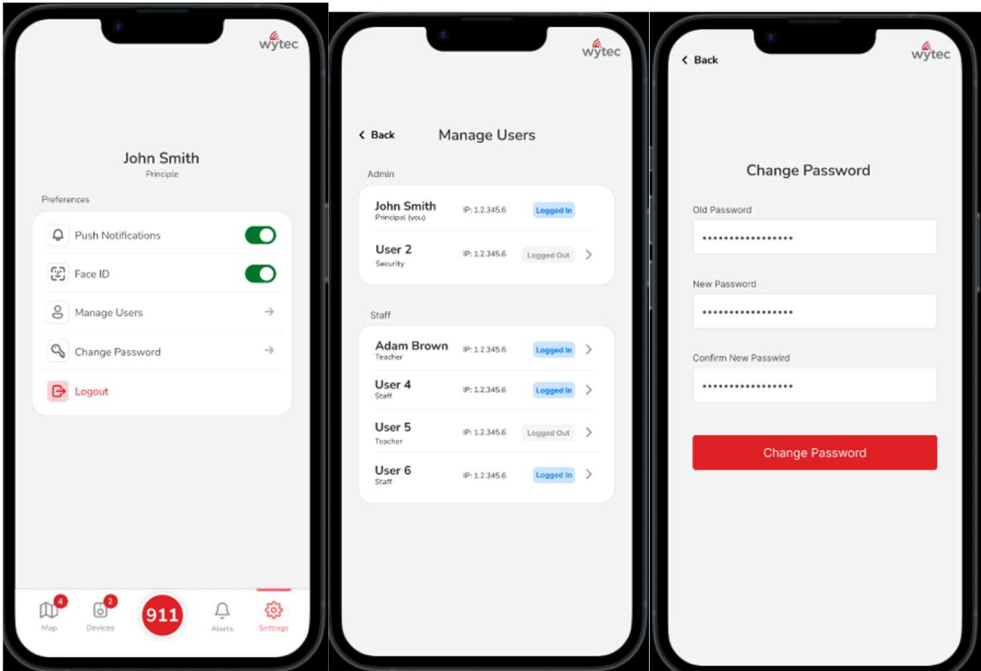 wytec
John Smith
Principle
Preferences
Push Notifications
Face ID
Manage Users
Change Password
Logout
4
2
911
Map
Devices
Alerts
Settings
wytec
Back
Manage Users
Admin
John Smith
Principal (you)
IP: 1.2.345.6
Logged In
User 2
Security
IP: 1.2.345.6
Logged Out
Staff
Adam Brown
Teacher
IP: 1.2.345.6
Logged In
User 4
Staff
IP: 1.2.345.6
Logged In
User 5
Teacher
IP: 1.2.345.6
Logged Out
User 6
Staff
IP: 1.2.345.6
Logged In
wytec
Back
Change Password
Old Password
•••••••••••••••••
New Password
•••••••••••••••••
Confirm New Passwird
•••••••••••••••••
Change Password